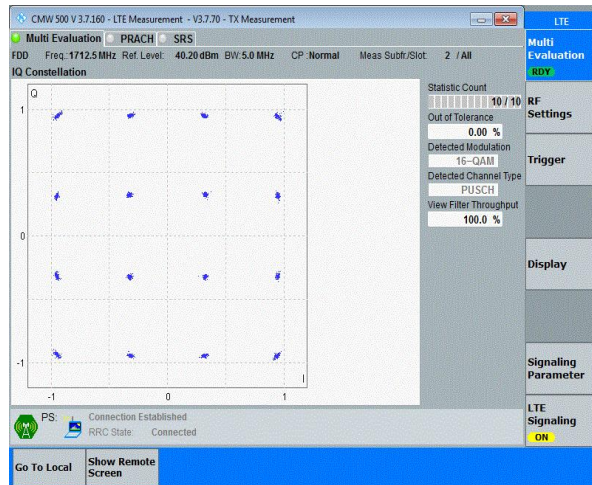 CMW 500 V 3.7.160 - LTE Measurement - V3.7.70 - TX Measurement
LTE
Multi Evaluation PRACH SRS
FDD Freq.: 1712.5 MHz Ref. Level: 40.20 dBm BW: 5.0 MHz CP :Normal Meas Subfr./Slot: 2 / All
IQ Constellation
Q
1
0
-1
-1 0 1
I
Statistic Count
10 / 10
Out of Tolerance
0.00 %
Detected Modulation
16-QAM
Detected Channel Type
PUSCH
View Filter Throughput
100.0 %
Multi
Evaluation
RDY
RF
Settings
Trigger
Display
Signaling
Parameter
LTE
Signaling
ON
PS: Connection Established
RRC State: Connected
Go To Local
Show Remote
Screen